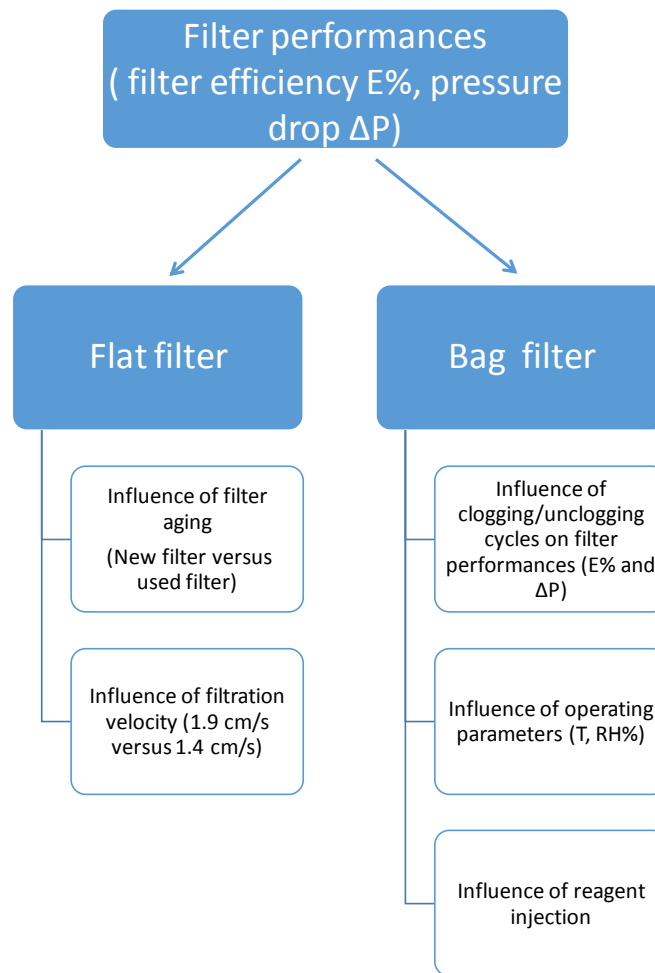 Filter performances
( filter efficiency E%, pressure
drop ΔP)
Flat filter
Influence of filter
aging
(New filter versus
used filter)
Influence of filtration
velocity (1.9 cm/s
versus 1.4 cm/s)
Bag filter
Influence of
clogging/unclogging
cycles on filter
performances (E% and
ΔP)
Influence of operating
parameters (T, RH%)
Influence of reagent
injection